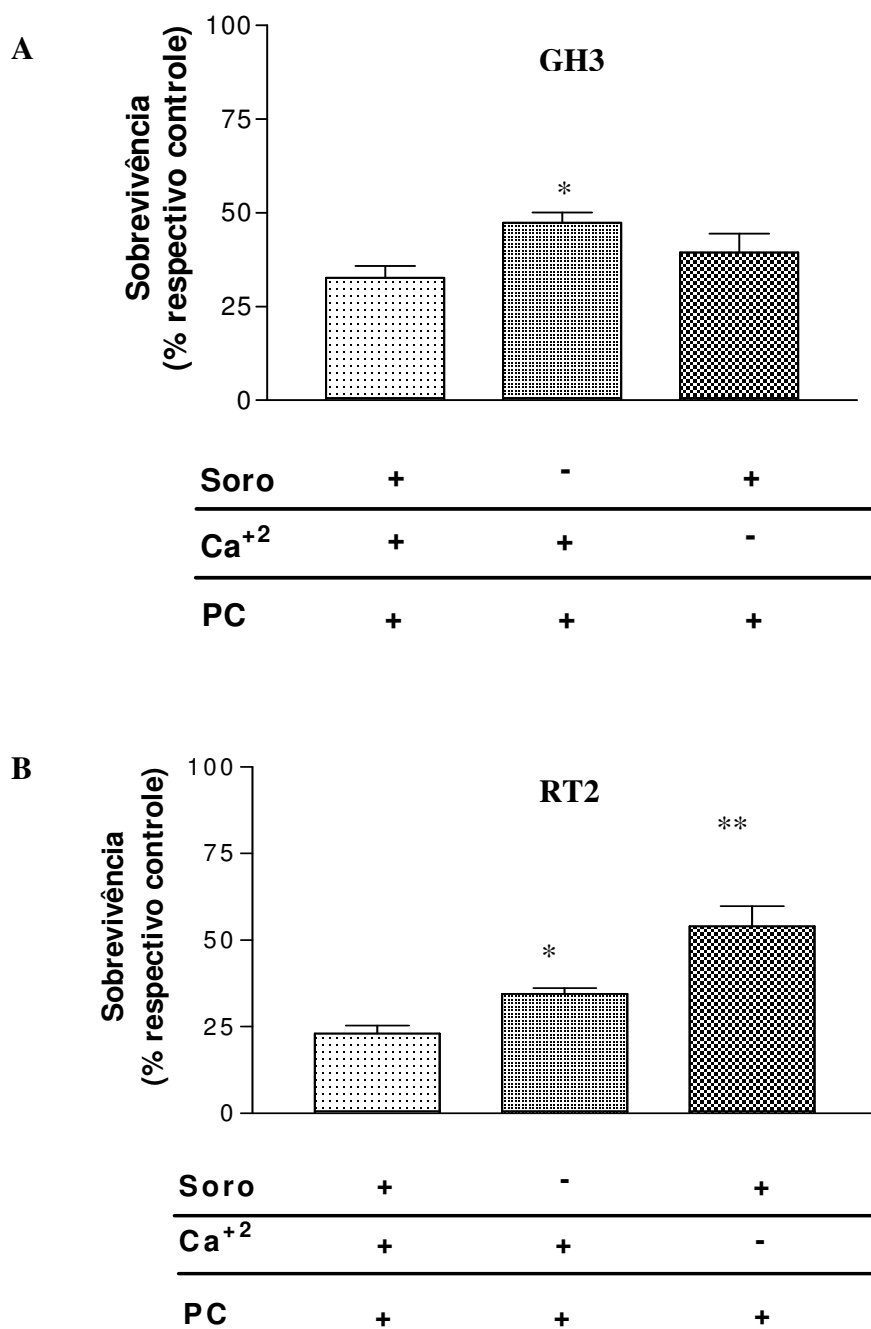 A
GH3
Sobrevivência
(% respectivo controle)
100
75
50
25
0
*
Soro + - +
Ca+2 + + -
PC + + +
B
RT2
Sobrevivência
(% respectivo controle)
100
75
50
25
0
*
**
Soro + - +
Ca+2 + + -
PC + + +